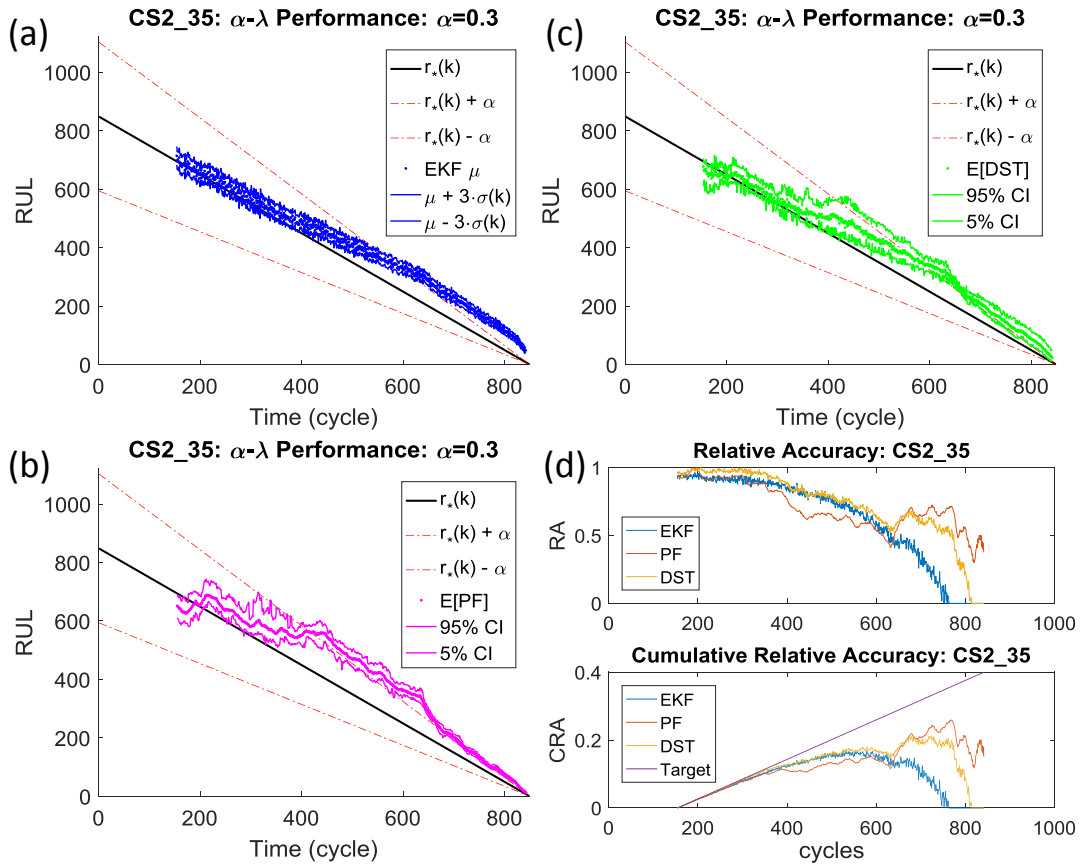 (a)
CS2_35: α-λ Performance: α=0.3
RUL
1000
800
600
400
200
0
r*(k)
r*(k) + α
r*(k) - α
EKF μ
μ + 3·σ(k)
μ - 3·σ(k)
0 200 400 600 800
Time (cycle)
(c)
CS2_35: α-λ Performance: α=0.3
RUL
1000
800
600
400
200
0
r*(k)
r*(k) + α
r*(k) - α
E[DST]
95% CI
5% CI
0 200 400 600 800
Time (cycle)
(b)
CS2_35: α-λ Performance: α=0.3
RUL
1000
800
600
400
200
0
r*(k)
r*(k) + α
r*(k) - α
E[PF]
95% CI
5% CI
0 200 400 600 800
Time (cycle)
(d)
Relative Accuracy: CS2_35
RA
1
0.5
0
EKF
PF
DST
0 200 400 600 800 1000
Cumulative Relative Accuracy: CS2_35
CRA
0.4
0.2
0
EKF
PF
DST
Target
0 200 400 600 800 1000
cycles